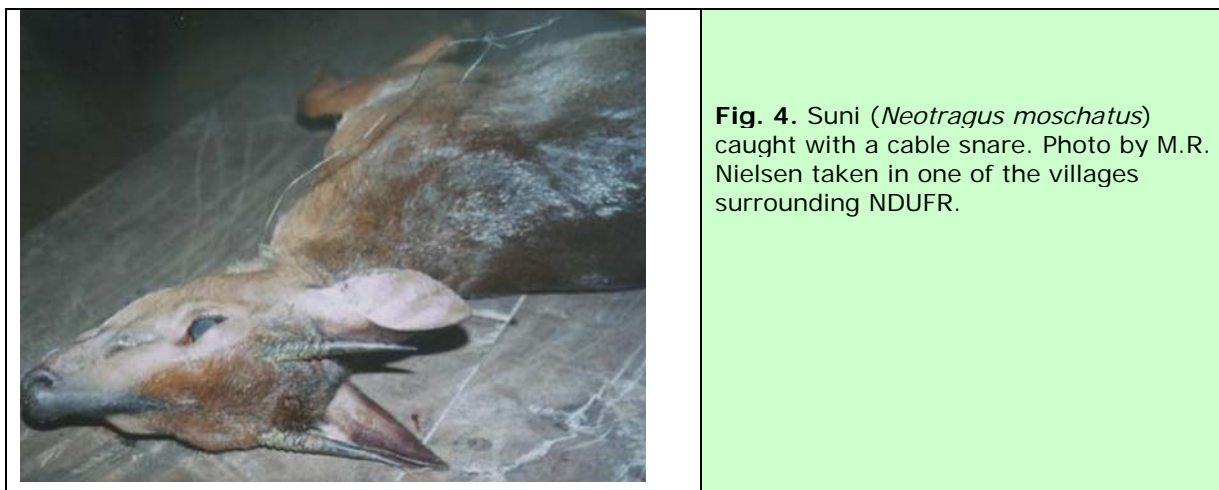 Fig. 4. Suni (Neotragus moschatus)
caught with a cable snare. Photo by M.R.
Nielsen taken in one of the villages
surrounding NDUFR.